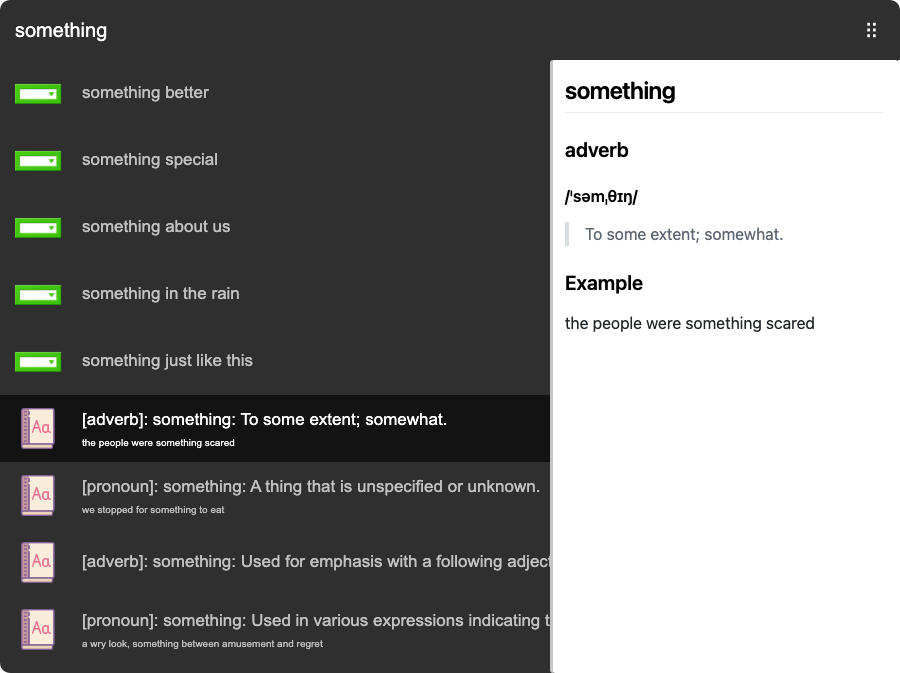 something
something better
something special
something about us
something in the rain
something just like this
Aa
[adverb]: something: To some extent; somewhat.
the people were something scared
Aa
[pronoun]: something: A thing that is unspecified or unknown.
we stopped for something to eat
Aa
[adverb]: something: Used for emphasis with a following adject
Aa
[pronoun]: something: Used in various expressions indicating t
a wry look, something between amusement and regret
something
adverb
/ˈsəmˌθɪŋ/
To some extent; somewhat.
Example
the people were something scared